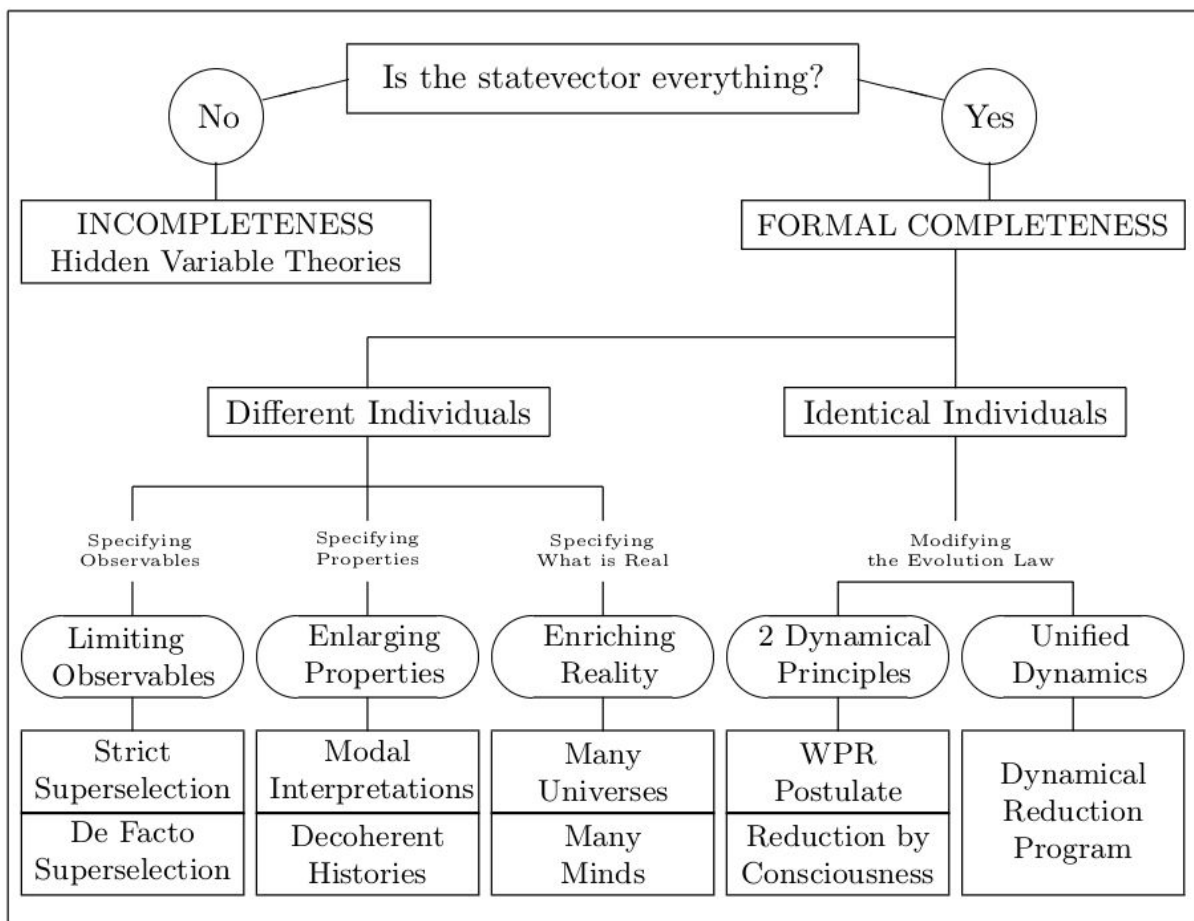 Is the statevector everything?
No
Yes
INCOMPLETENESS
Hidden Variable Theories
FORMAL COMPLETENESS
Different Individuals
Identical Individuals
Specifying
Observables
Specifying
Properties
Specifying
What is Real
Modifying
the Evolution Law
Limiting
Observables
Enlarging
Properties
Enriching
Reality
2 Dynamical
Principles
Unified
Dynamics
Strict
Superselection
De Facto
Superselection
Modal
Interpretations
Decoherent
Histories
Many
Universes
Many
Minds
WPR
Postulate
Reduction by
Consciousness
Dynamical
Reduction
Program